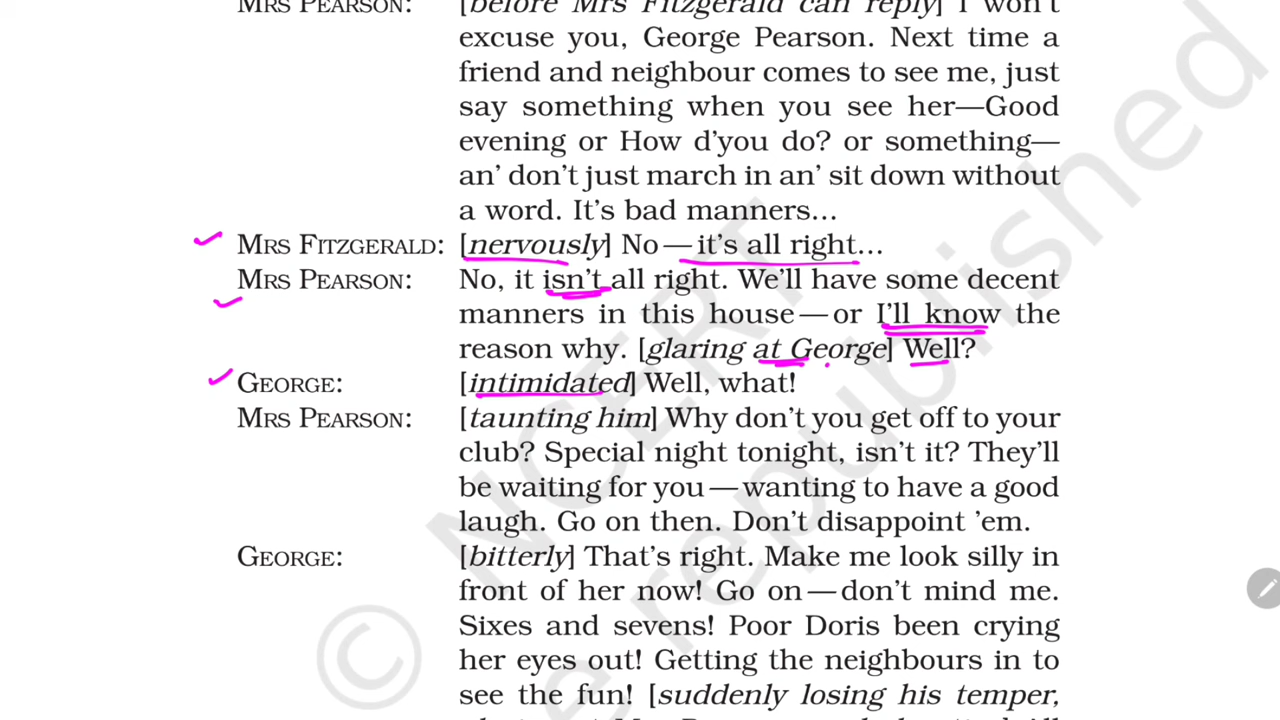 MRS PEARSON: [before Mrs Fitzgerald can reply] I won't
excuse you, George Pearson. Next time a
friend and neighbour comes to see me, just
say something when you see her—Good
evening or How d'you do? or something—
an' don't just march in an' sit down without
a word. It's bad manners...
MRS FITZGERALD: [nervously] No — it's all right...
MRS PEARSON: No, it isn't all right. We'll have some decent
manners in this house — or I'll know the
reason why. [glaring at George] Well?
GEORGE: [intimidated] Well, what!
MRS PEARSON: [taunting him] Why don't you get off to your
club? Special night tonight, isn't it? They'll
be waiting for you — wanting to have a good
laugh. Go on then. Don't disappoint 'em.
GEORGE: [bitterly] That's right. Make me look silly in
front of her now! Go on — don't mind me.
Sixes and sevens! Poor Doris been crying
her eyes out! Getting the neighbours in to
see the fun! [suddenly losing his temper,
© NCERT
be republished